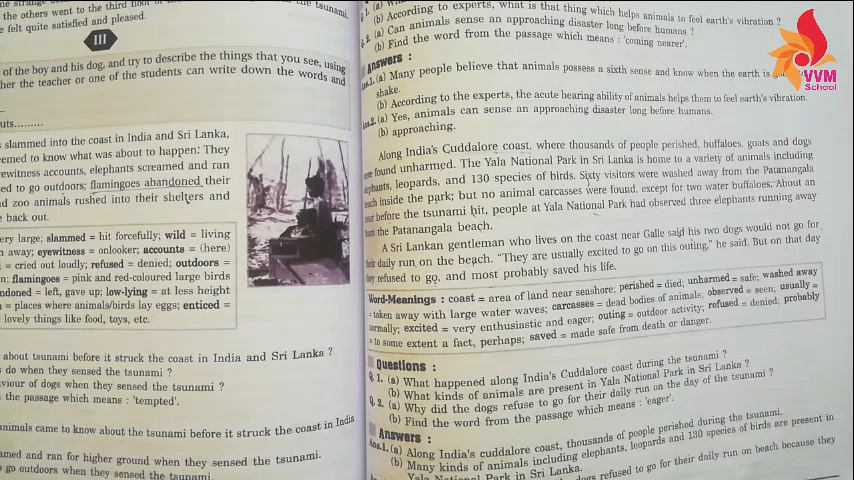 the tsunami.
the others went to the third floor of
e felt quite satisfied and pleased.
III
of the boy and his dog, and try to describe the things that you see, using
her the teacher or one of the students can write down the words and
uts.........
slammed into the coast in India and Sri Lanka,
emed to know what was about to happen. They
ewitness accounts, elephants screamed and ran
ed to go outdoors; flamingoes abandoned their
d zoo animals rushed into their shelters and
e back out.
ery large; slammed = hit forcefully; wild = living
n away; eyewitness = onlooker; accounts = (here)
= cried out loudly; refused = denied; outdoors =
n; flamingoes = pink and red-coloured large birds
ndoned = left, gave up; low-lying = at less height
= places where animals/birds lay eggs; enticed =
lovely things like food, toys, etc.
about tsunami before it struck the coast in India and Sri Lanka ?
s do when they sensed the tsunami ?
viour of dogs when they sensed the tsunami ?
the passage which means : 'tempted'.
animals came to know about the tsunami before it struck the coast in India
amed and ran for higher ground when they sensed the tsunami.
o go outdoors when they sensed the tsunami.
(b) According to experts, what is that thing which helps animals to feel earth's vibration ?
(a) Can animals sense an approaching disaster long before humans ?
(b) Find the word from the passage which means : 'coming nearer'.
Answers :
Ans.1. (a) Many people believe that animals possess a sixth sense and know when the earth is
shake.
(b) According to the experts, the acute hearing ability of animals helps them to feel earth's vibration.
Ans.2. (a) Yes, animals can sense an approaching disaster long before humans.
(b) approaching.
Along India's Cuddalore coast, where thousands of people perished, buffaloes, goats and dogs
were found unharmed. The Yala National Park in Sri Lanka is home to a variety of animals including
elephants, leopards, and 130 species of birds. Sixty visitors were washed away from the Patanangala
beach inside the park; but no animal carcasses were found, except for two water buffaloes. About an
hour before the tsunami hit, people at Yala National Park had observed three elephants running away
from the Patanangala beach.
A Sri Lankan gentleman who lives on the coast near Galle said his two dogs would not go for
their daily run on the beach. "They are usually excited to go on this outing," he said. But on that day
they refused to go, and most probably saved his life.
Word-Meanings : coast = area of land near seashore; perished = died; unharmed = safe; washed away
= taken away with large water waves; carcasses = dead bodies of animals; observed = seen; usually =
normally; excited = very enthusiastic and eager; outing = outdoor activity; refused = denied; probably
= to some extent a fact, perhaps; saved = made safe from death or danger.
Questions :
Q. 1. (a) What happened along India's Cuddalore coast during the tsunami ?
(b) What kinds of animals are present in Yala National Park in Sri Lanka ?
Q. 2. (a) Why did the dogs refuse to go for their daily run on the day of the tsunami ?
(b) Find the word from the passage which means : 'eager'.
Answers :
Ans.1. (a) Along India's cuddalore coast, thousands of people perished during the tsunami.
(b) Many kinds of animals including elephants, leopards and 130 species of birds are present in
Yala National Park in Sri Lanka.
dogs refused to go for their daily run on beach because they
VVM
School